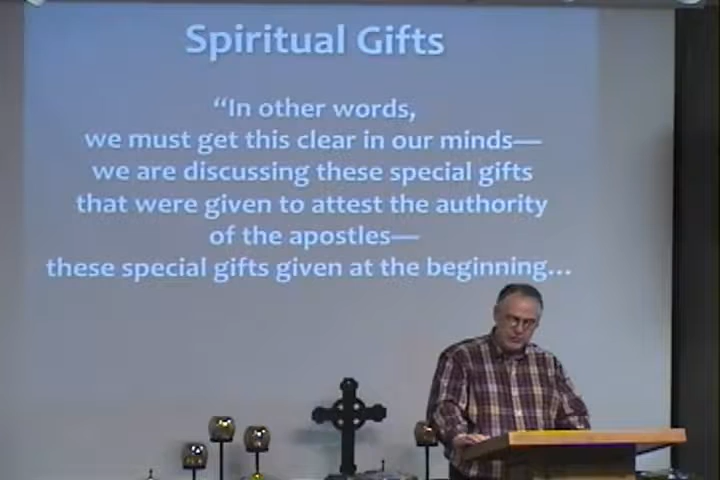 Spiritual Gifts
“In other words,
we must get this clear in our minds—
we are discussing these special gifts
that were given to attest the authority
of the apostles—
these special gifts given at the beginning...